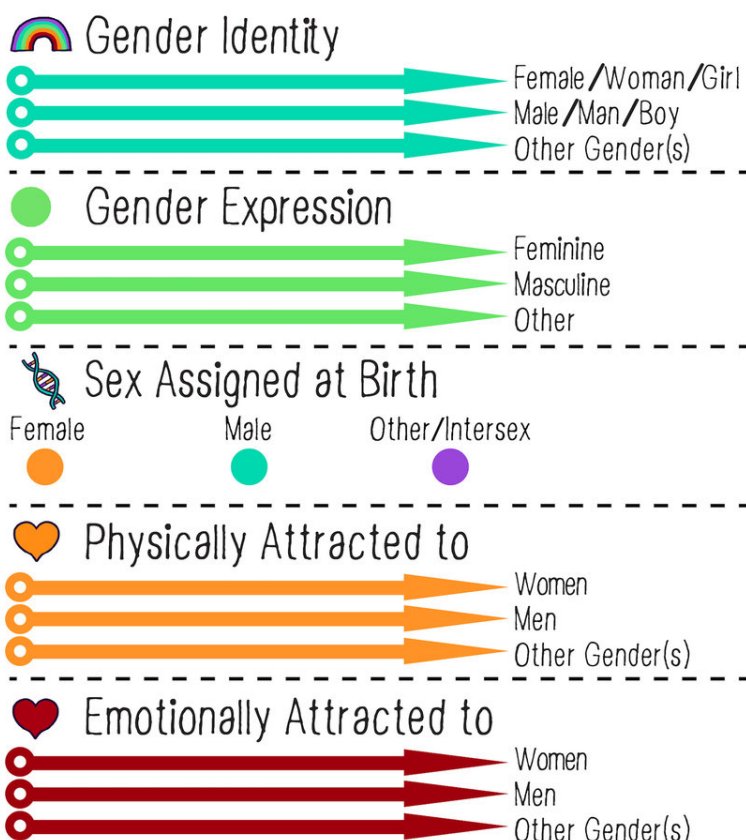 Gender Identity
Female/Woman/Girl
Male/Man/Boy
Other Gender(s)
Gender Expression
Feminine
Masculine
Other
Sex Assigned at Birth
Female Male Other/Intersex
Physically Attracted to
Women
Men
Other Gender(s)
Emotionally Attracted to
Women
Men
Other Gender(s)